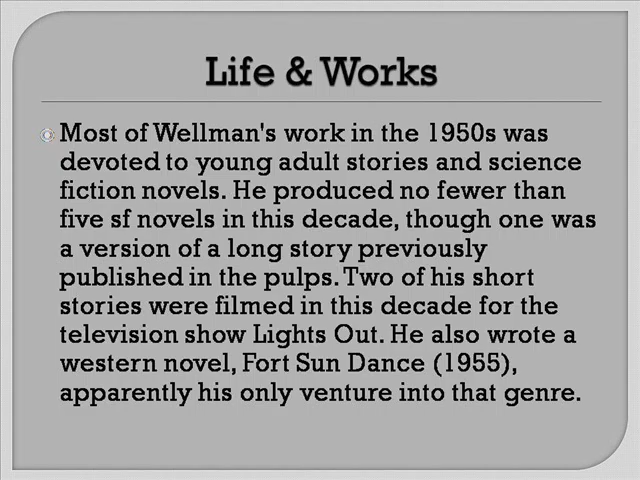 Life & Works
Most of Wellman's work in the 1950s was
devoted to young adult stories and science
fiction novels. He produced no fewer than
five sf novels in this decade, though one was
a version of a long story previously
published in the pulps. Two of his short
stories were filmed in this decade for the
television show Lights Out. He also wrote a
western novel, Fort Sun Dance (1955),
apparently his only venture into that genre.